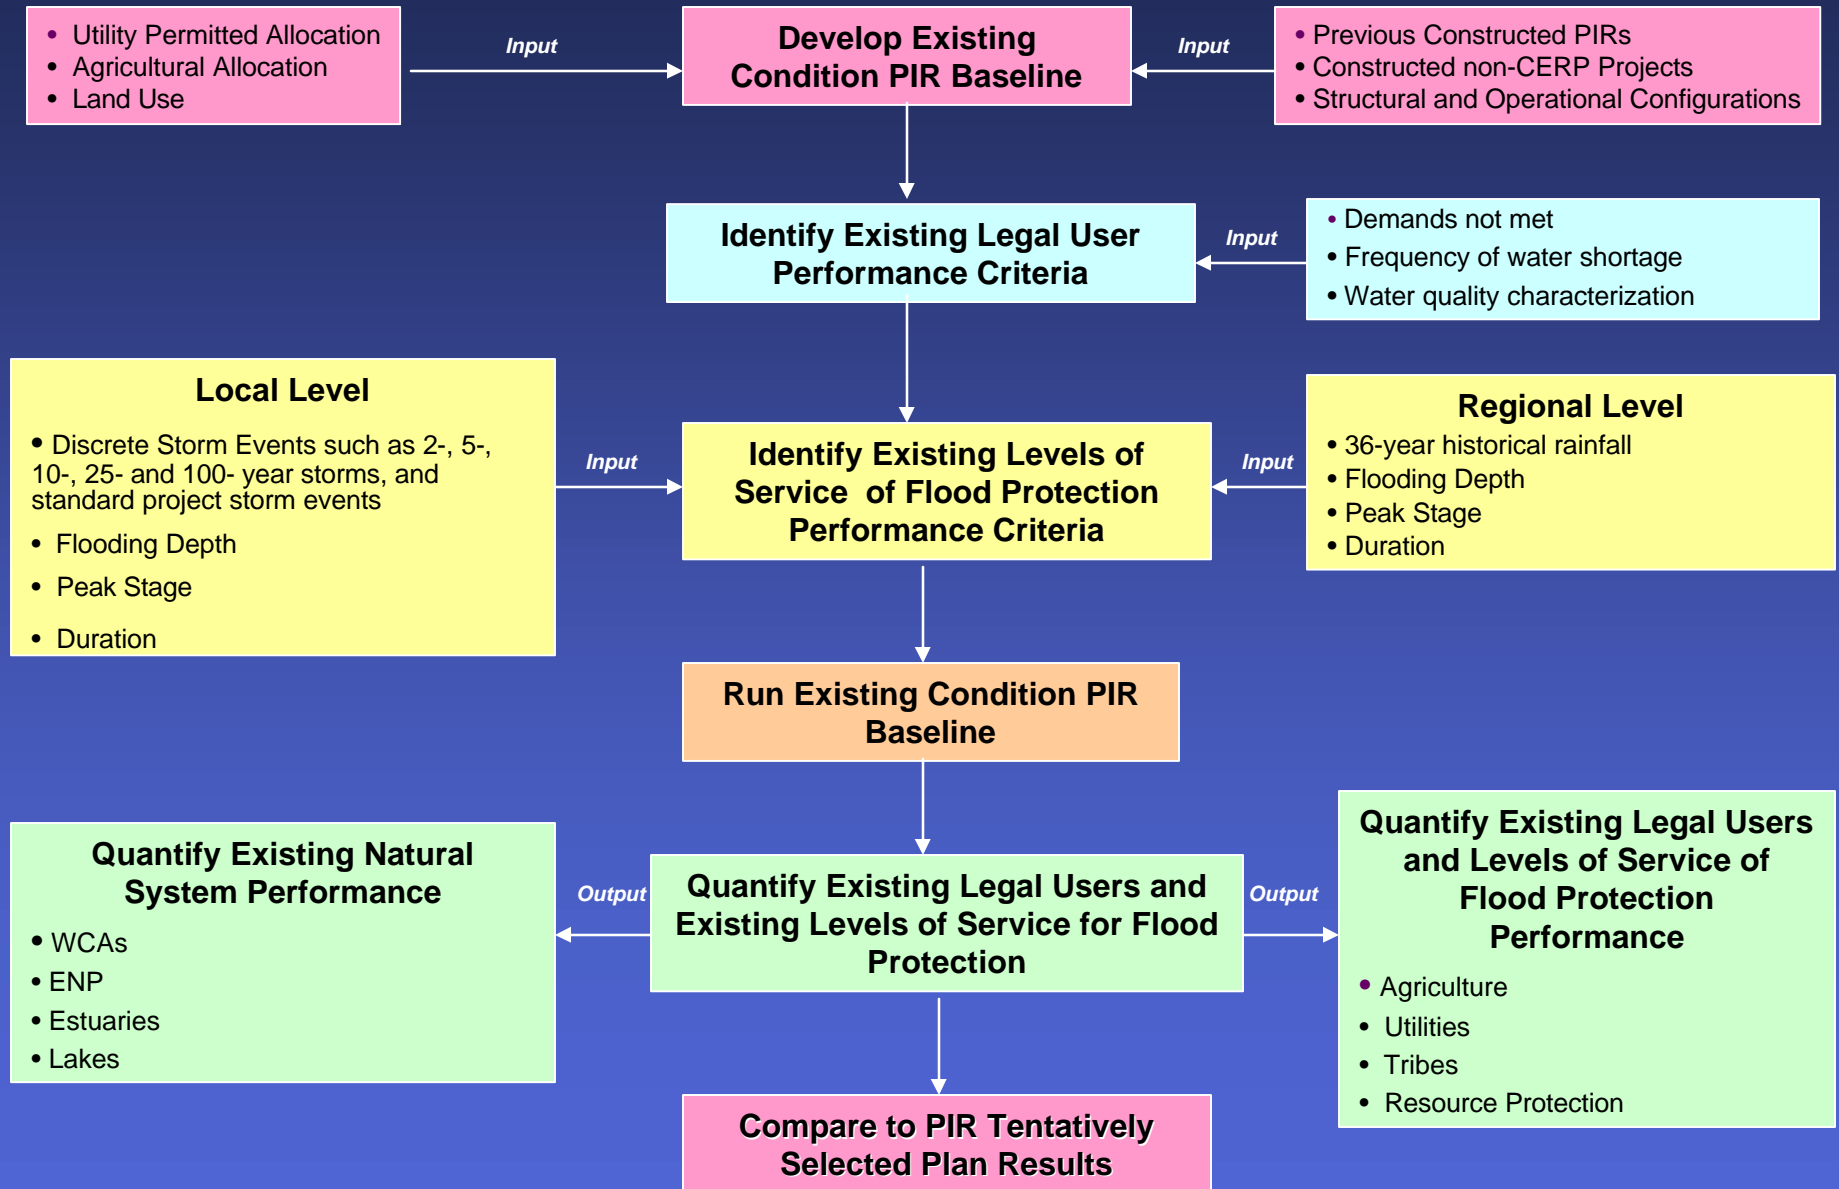 • Utility Permitted Allocation
• Agricultural Allocation
• Land Use
Input
Develop Existing
Condition PIR Baseline
Input
• Previous Constructed PIRs
• Constructed non-CERP Projects
• Structural and Operational Configurations
Identify Existing Legal User
Performance Criteria
Input
• Demands not met
• Frequency of water shortage
• Water quality characterization
Local Level
• Discrete Storm Events such as 2-, 5-,
10-, 25- and 100- year storms, and
standard project storm events
• Flooding Depth
• Peak Stage
• Duration
Input
Identify Existing Levels of
Service of Flood Protection
Performance Criteria
Input
Regional Level
• 36-year historical rainfall
• Flooding Depth
• Peak Stage
• Duration
Run Existing Condition PIR
Baseline
Quantify Existing Natural
System Performance
• WCAs
• ENP
• Estuaries
• Lakes
Output
Quantify Existing Legal Users and
Existing Levels of Service for Flood
Protection
Output
Quantify Existing Legal Users
and Levels of Service of
Flood Protection
Performance
• Agriculture
• Utilities
• Tribes
• Resource Protection
Compare to PIR Tentatively
Selected Plan Results